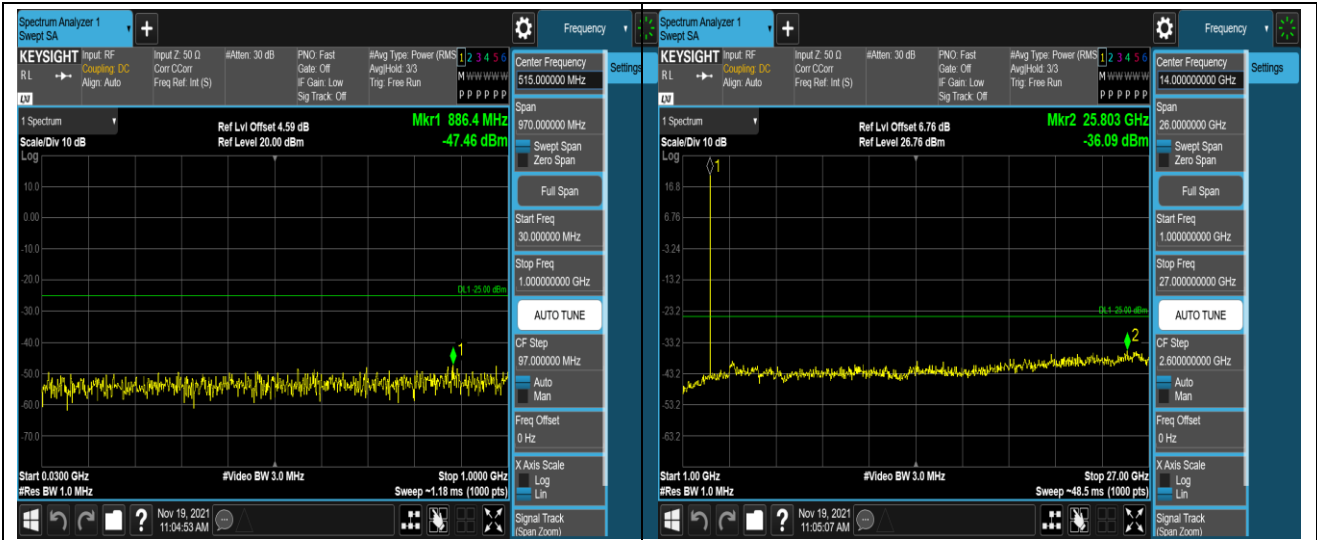 Spectrum Analyzer 1
Swept SA
Frequency
KEYSIGHT
RL
LXI
Input: RF
Coupling: DC
Align: Auto
Input Z: 50 Ω
Corr CCorr
Freq Ref: Int (S)
#Atten: 30 dB
PNO: Fast
Gate: Off
IF Gain: Low
Sig Track: Off
#Avg Type: Power (RMS
Avg|Hold: 3/3
Trig: Free Run
1 2 3 4 5 6
M W W W W W
P P P P P P
Center Frequency
515.000000 MHz
Settings
Span
970.000000 MHz
Swept Span
Zero Span
Full Span
Start Freq
30.000000 MHz
Stop Freq
1.000000000 GHz
AUTO TUNE
CF Step
97.000000 MHz
Auto
Man
Freq Offset
0 Hz
X Axis Scale
Log
Lin
Signal Track
(Span Zoom)
1 Spectrum
Scale/Div 10 dB
Log
Ref Lvl Offset 4.59 dB
Ref Level 20.00 dBm
Mkr1 886.4 MHz
-47.46 dBm
10.0
0.00
-10.0
-20.0
DL1 -25.00 dBm
-30.0
-40.0
1
-50.0
-60.0
-70.0
Start 0.0300 GHz
#Video BW 3.0 MHz
Stop 1.0000 GHz
#Res BW 1.0 MHz
Sweep ~1.18 ms (1000 pts)
?
Nov 19, 2021
11:04:53 AM
Spectrum Analyzer 1
Swept SA
Frequency
KEYSIGHT
RL
LXI
Input: RF
Coupling: DC
Align: Auto
Input Z: 50 Ω
Corr CCorr
Freq Ref: Int (S)
#Atten: 30 dB
PNO: Fast
Gate: Off
IF Gain: Low
Sig Track: Off
#Avg Type: Power (RMS
Avg|Hold: 3/3
Trig: Free Run
1 2 3 4 5 6
M W W W W W
P P P P P P
Center Frequency
14.000000000 GHz
Settings
Span
26.0000000 GHz
Swept Span
Zero Span
Full Span
Start Freq
1.000000000 GHz
Stop Freq
27.000000000 GHz
AUTO TUNE
CF Step
2.600000000 GHz
Auto
Man
Freq Offset
0 Hz
X Axis Scale
Log
Lin
Signal Track
(Span Zoom)
1 Spectrum
Scale/Div 10 dB
Log
Ref Lvl Offset 6.76 dB
Ref Level 26.76 dBm
Mkr2 25.803 GHz
-36.09 dBm
1
16.8
6.76
-3.24
-13.2
-23.2
DL1 -25.00 dBm
-33.2
2
-43.2
-53.2
-63.2
Start 1.00 GHz
#Video BW 3.0 MHz
Stop 27.00 GHz
#Res BW 1.0 MHz
Sweep ~48.5 ms (1000 pts)
?
Nov 19, 2021
11:05:07 AM